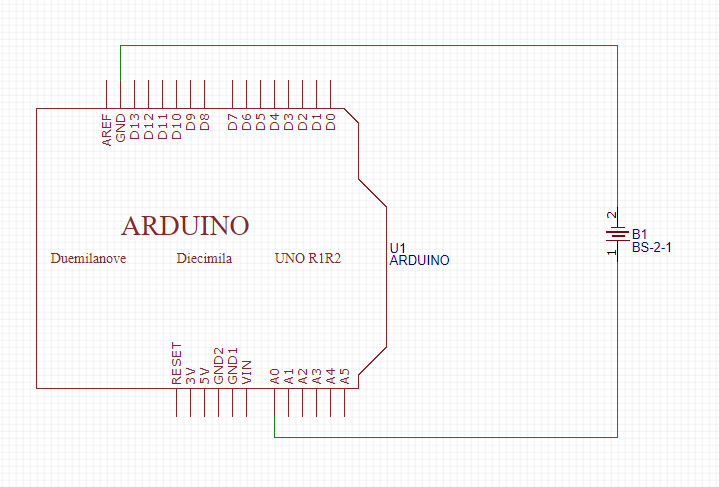 AREF
GND
D13
D12
D11
D10
D9
D8
D7
D6
D5
D4
D3
D2
D1
D0
ARDUINO
Duemilanove Diecimila UNO R1R2
U1
ARDUINO
2
B1
BS-2-1
1
RESET
3V
5V
GND2
GND1
VIN
A0
A1
A2
A3
A4
A5